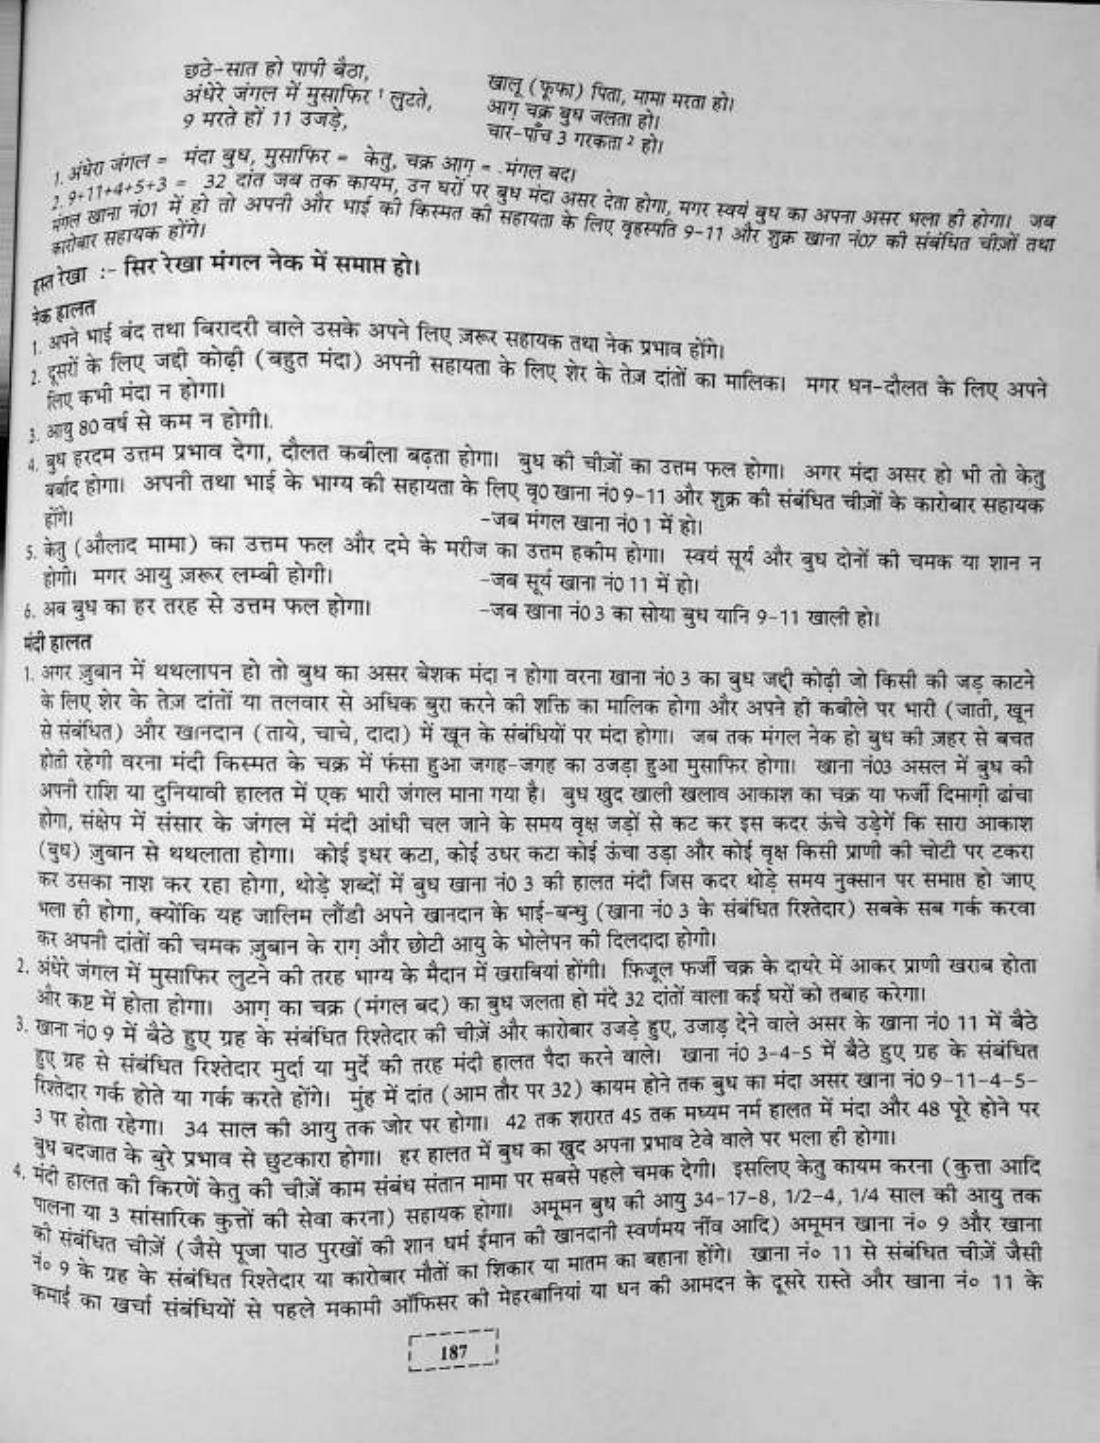 छठे-सात हो पापी बैठा,
खालू (फूफा) पिता, मामा मरता हो।
अंधेरे जंगल में मुसाफिर ¹ लुटते,
आग चक्र बुध जलता हो।
9 मरते हों 11 उजड़े,
चार-पाँच 3 गरकता ² हो।
1. अंधेरा जंगल = मंदा बुध, मुसाफिर = केतु, चक्र आग = मंगल बद।
2. 9+11+4+5+3 = 32 दांत जब तक कायम, उन घरों पर बुध मंदा असर देता होगा, मगर स्वयं बुध का अपना असर भला ही होगा। जब
मंगल खाना नं01 में हो तो अपनी और भाई की किस्मत की सहायता के लिए वृहस्पति 9-11 और शुक्र खाना नं07 की संबंधित चीज़ों तथा
कारोबार सहायक होंगे।
हस्त रेखा :- सिर रेखा मंगल नेक में समाप्त हो।
नेक हालत
1. अपने भाई बंद तथा बिरादरी वाले उसके अपने लिए ज़रूर सहायक तथा नेक प्रभाव होंगे।
2. दूसरों के लिए जद्दी कोढ़ी (बहुत मंदा) अपनी सहायता के लिए शेर के तेज़ दांतों का मालिक। मगर धन-दौलत के लिए अपने
लिए कभी मंदा न होगा।
3. आयु 80 वर्ष से कम न होगी।
4. बुध हरदम उत्तम प्रभाव देगा, दौलत कबीला बढ़ता होगा। बुध की चीज़ों का उत्तम फल होगा। अगर मंदा असर हो भी तो केतु
बर्बाद होगा। अपनी तथा भाई के भाग्य की सहायता के लिए वृ0 खाना नं0 9-11 और शुक्र की संबंधित चीज़ों के कारोबार सहायक
होंगे। -जब मंगल खाना नं0 1 में हो।
5. केतु (औलाद मामा) का उत्तम फल और दमे के मरीज का उत्तम हकीम होगा। स्वयं सूर्य और बुध दोनों की चमक या शान न
होगी। मगर आयु ज़रूर लम्बी होगी। -जब सूर्य खाना नं0 11 में हो।
6. अब बुध का हर तरह से उत्तम फल होगा। -जब खाना नं0 3 का सोया बुध यानि 9-11 खाली हो।
मंदी हालत
1. अगर ज़ुबान में थथलापन हो तो बुध का असर बेशक मंदा न होगा वरना खाना नं0 3 का बुध जद्दी कोढ़ी जो किसी की जड़ काटने
के लिए शेर के तेज़ दांतों या तलवार से अधिक बुरा करने की शक्ति का मालिक होगा और अपने ही कबीले पर भारी (जाती, खून
से संबंधित) और खानदान (ताये, चाचे, दादा) में खून के संबंधियों पर मंदा होगा। जब तक मंगल नेक हो बुध की ज़हर से बचत
होती रहेगी वरना मंदी किस्मत के चक्र में फंसा हुआ जगह-जगह का उजड़ा हुआ मुसाफिर होगा। खाना नं03 असल में बुध की
अपनी राशि या दुनियावी हालत में एक भारी जंगल माना गया है। बुध खुद खाली खलाव आकाश का चक्र या फर्जी दिमागी ढांचा
होगा, संक्षेप में संसार के जंगल में मंदी आंधी चल जाने के समय वृक्ष जड़ों से कट कर इस कदर ऊंचे उड़ेगें कि सारा आकाश
(बुध) ज़ुबान से थथलाता होगा। कोई इधर कटा, कोई उधर कटा कोई ऊंचा उड़ा और कोई वृक्ष किसी प्राणी की चोटी पर टकरा
कर उसका नाश कर रहा होगा, थोड़े शब्दों में बुध खाना नं0 3 की हालत मंदी जिस कदर थोड़े समय नुक्सान पर समाप्त हो जाए
भला ही होगा, क्योंकि यह जालिम लौंडी अपने खानदान के भाई-बन्धु (खाना नं0 3 के संबंधित रिश्तेदार) सबके सब गर्क करवा
कर अपनी दांतों की चमक ज़ुबान के राग और छोटी आयु के भोलेपन की दिलदादा होगी।
2. अंधेरे जंगल में मुसाफिर लुटने की तरह भाग्य के मैदान में खराबियां होंगी। फ़िजूल फर्जी चक्र के दायरे में आकर प्राणी खराब होता
और कष्ट में होता होगा। आग का चक्र (मंगल बद) का बुध जलता हो मंदे 32 दांतों वाला कई घरों को तबाह करेगा।
3. खाना नं0 9 में बैठे हुए ग्रह के संबंधित रिश्तेदार की चीज़ें और कारोबार उजड़े हुए, उजाड़ देने वाले असर के खाना नं0 11 में बैठे
हुए ग्रह से संबंधित रिश्तेदार मुर्दा या मुर्दे की तरह मंदी हालत पैदा करने वाले। खाना नं0 3-4-5 में बैठे हुए ग्रह के संबंधित
रिश्तेदार गर्क होते या गर्क करते होंगे। मुंह में दांत (आम तौर पर 32) कायम होने तक बुध का मंदा असर खाना नं0 9-11-4-5-
3 पर होता रहेगा। 34 साल की आयु तक जोर पर होगा। 42 तक शरारत 45 तक मध्यम नर्म हालत में मंदा और 48 पूरे होने पर
बुध बदजात के बुरे प्रभाव से छुटकारा होगा। हर हालत में बुध का खुद अपना प्रभाव टेवे वाले पर भला ही होगा।
4. मंदी हालत की किरणें केतु की चीज़ें काम संबंध संतान मामा पर सबसे पहले चमक देगी। इसलिए केतु कायम करना (कुत्ता आदि
पालना या 3 सांसारिक कुत्तों की सेवा करना) सहायक होगा। अमूमन बुध की आयु 34-17-8, 1/2-4, 1/4 साल की आयु तक
की संबंधित चीज़ें (जैसे पूजा पाठ पुरखों की शान धर्म ईमान की खानदानी स्वर्णमय नींव आदि) अमूमन खाना नं० 9 और खाना
नं० 9 के ग्रह के संबंधित रिश्तेदार या कारोबार मौतों का शिकार या मातम का बहाना होंगे। खाना नं० 11 से संबंधित चीज़ें जैसी
कमाई का खर्चा संबंधियों से पहले मकामी ऑफिसर की मेहरबानियां या धन की आमदन के दूसरे रास्ते और खाना नं० 11 के
187